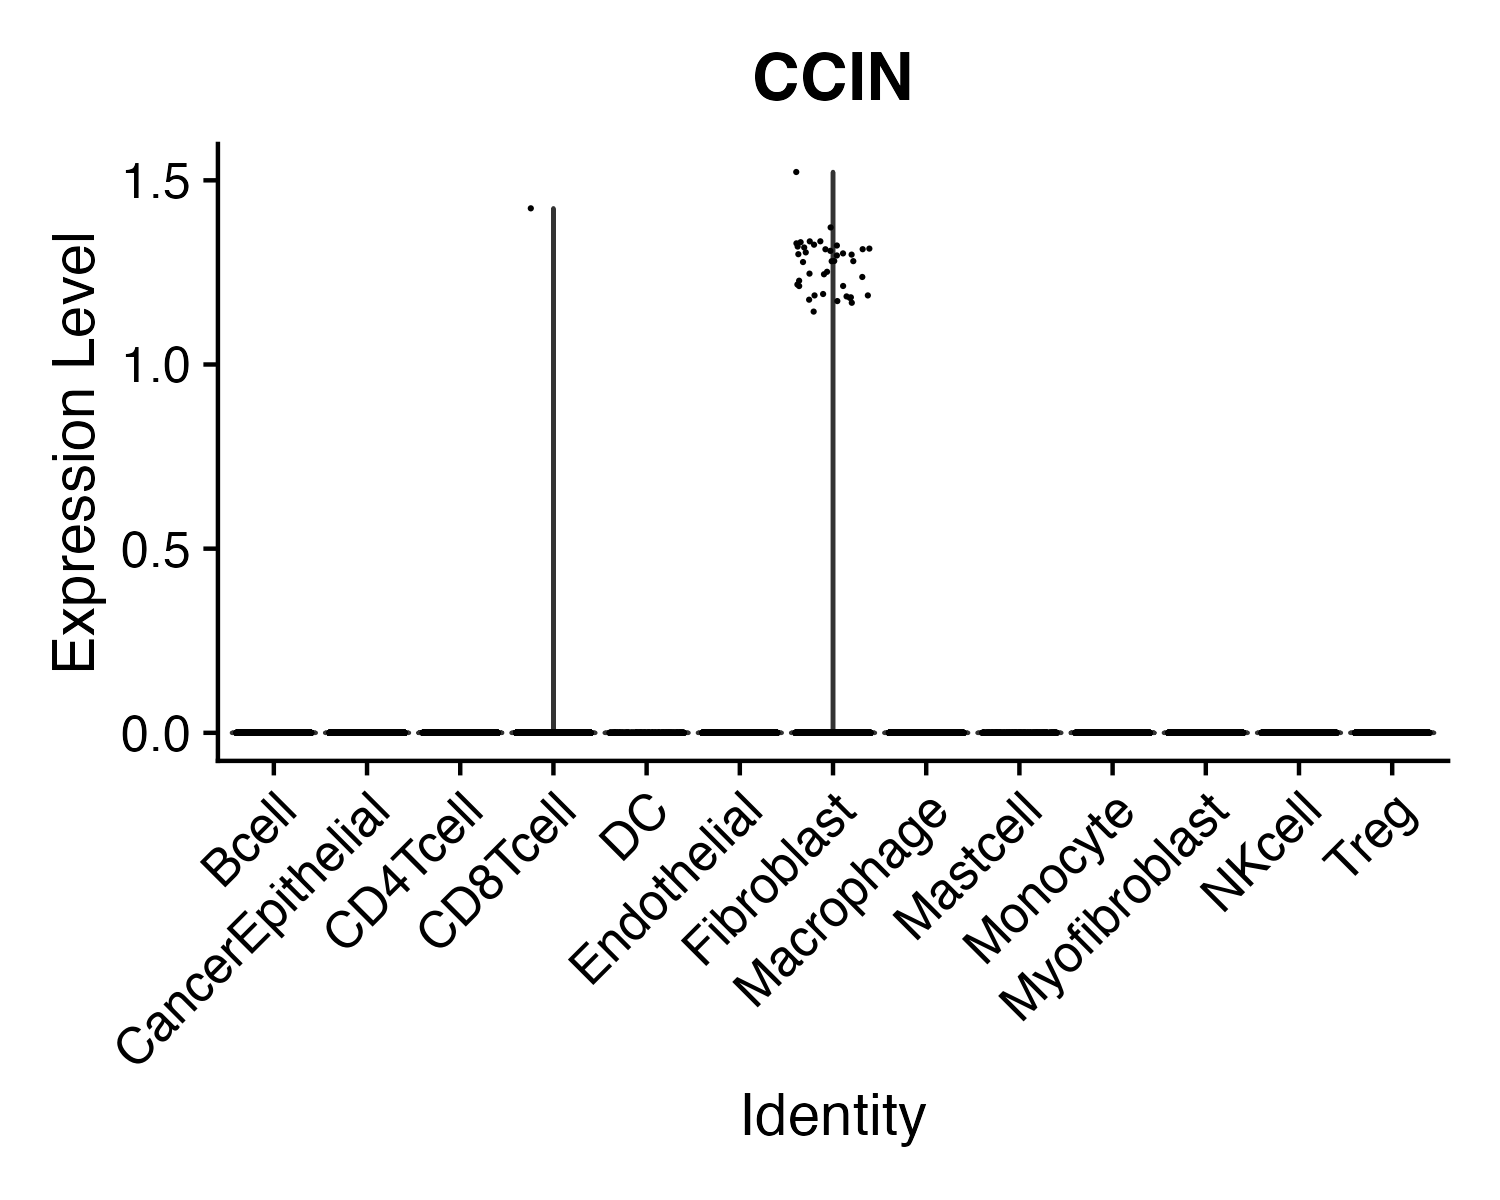 CCIN
Expression Level
1.5
1.0
0.5
0.0
Bcell
CancerEpithelial
CD4Tcell
CD8Tcell
DC
Endothelial
Fibroblast
Macrophage
Mastcell
Monocyte
Myofibroblast
NKcell
Treg
Identity